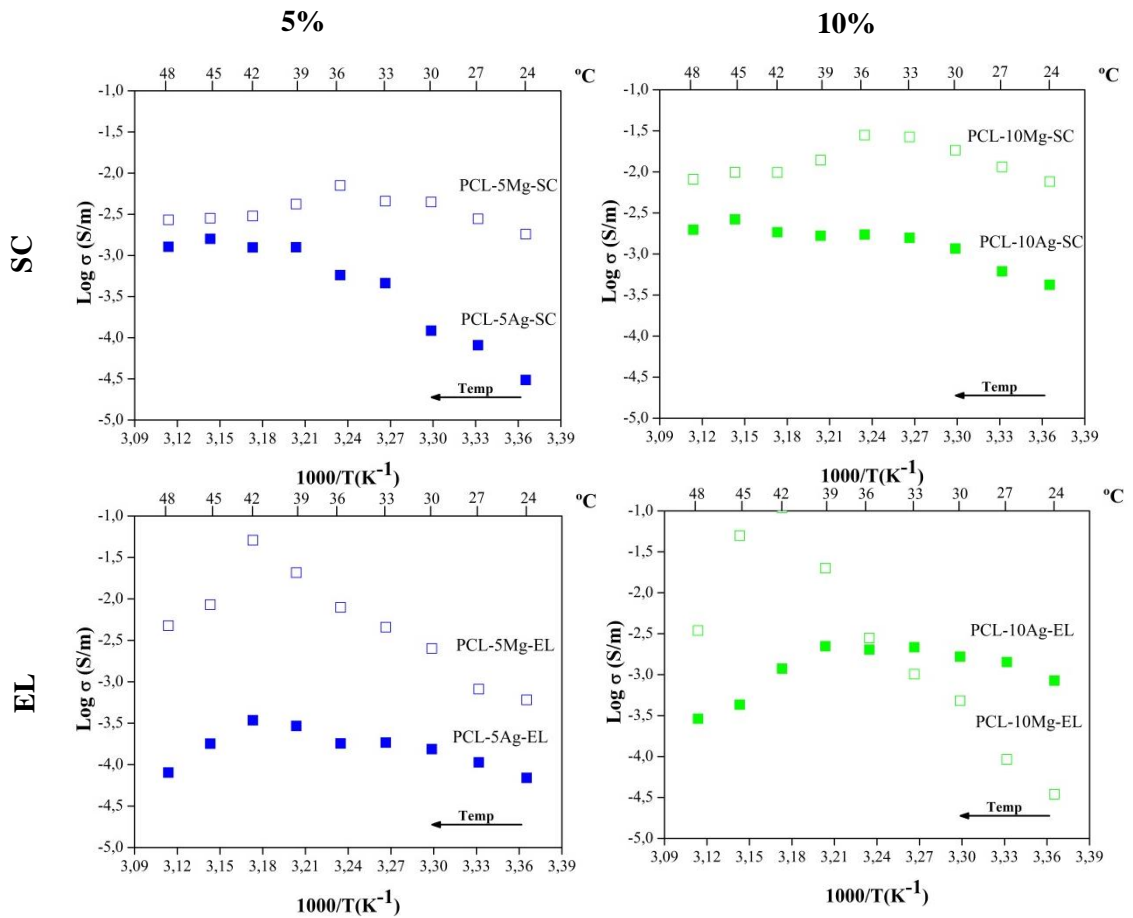 5%
10%
SC
48 45 42 39 36 33 30 27 24 ºC
-1,0
-1,5
-2,0
-2,5
-3,0
-3,5
-4,0
-4,5
-5,0
Log σ (S/m)
PCL-5Mg-SC
PCL-5Ag-SC
Temp
3,09 3,12 3,15 3,18 3,21 3,24 3,27 3,30 3,33 3,36 3,39
1000/T(K-1)
48 45 42 39 36 33 30 27 24 ºC
-1,0
-1,5
-2,0
-2,5
-3,0
-3,5
-4,0
-4,5
-5,0
Log σ (S/m)
PCL-10Mg-SC
PCL-10Ag-SC
Temp
3,09 3,12 3,15 3,18 3,21 3,24 3,27 3,30 3,33 3,36 3,39
1000/T(K-1)
EL
48 45 42 39 36 33 30 27 24 ºC
-1,0
-1,5
-2,0
-2,5
-3,0
-3,5
-4,0
-4,5
-5,0
Log σ (S/m)
PCL-5Mg-EL
PCL-5Ag-EL
Temp
3,09 3,12 3,15 3,18 3,21 3,24 3,27 3,30 3,33 3,36 3,39
1000/T(K-1)
48 45 42 39 36 33 30 27 24 ºC
-1,0
-1,5
-2,0
-2,5
-3,0
-3,5
-4,0
-4,5
-5,0
Log σ (S/m)
PCL-10Ag-EL
PCL-10Mg-EL
Temp
3,09 3,12 3,15 3,18 3,21 3,24 3,27 3,30 3,33 3,36 3,39
1000/T(K-1)